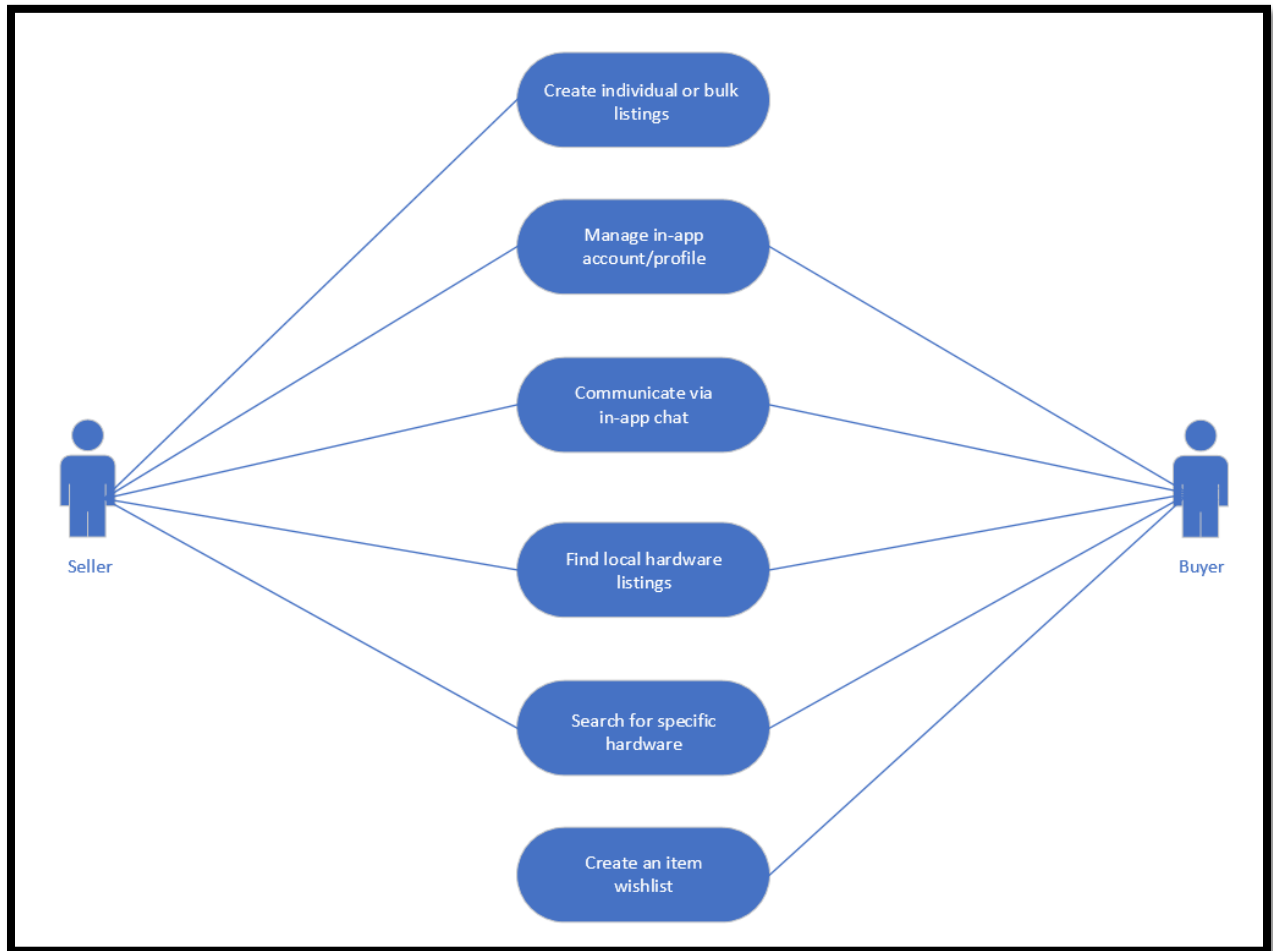 Create individual or bulk
listings
Manage in-app
account/profile
Communicate via
in-app chat
Seller
Find local hardware
listings
Buyer
Search for specific
hardware
Create an item
wishlist